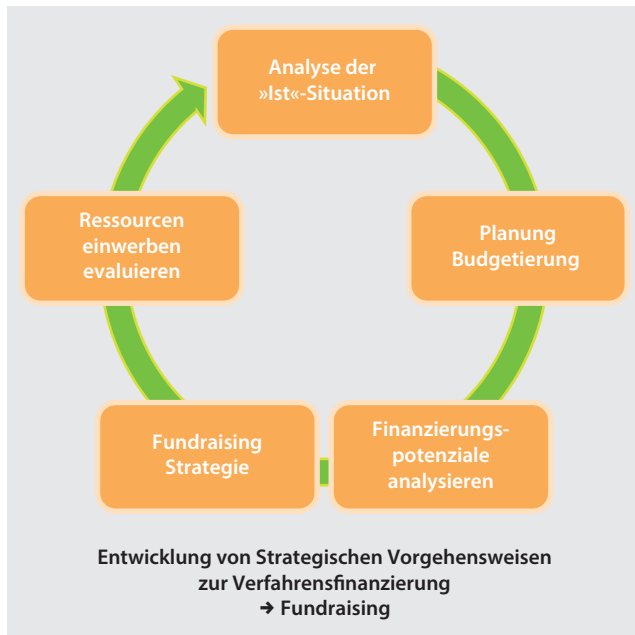 Analyse der
»Ist«-Situation
Planung
Budgetierung
Finanzierungs-
potenziale
analysieren
Fundraising
Strategie
Ressourcen
einwerben
evaluieren
Entwicklung von Strategischen Vorgehensweisen
zur Verfahrensfinanzierung
➔ Fundraising